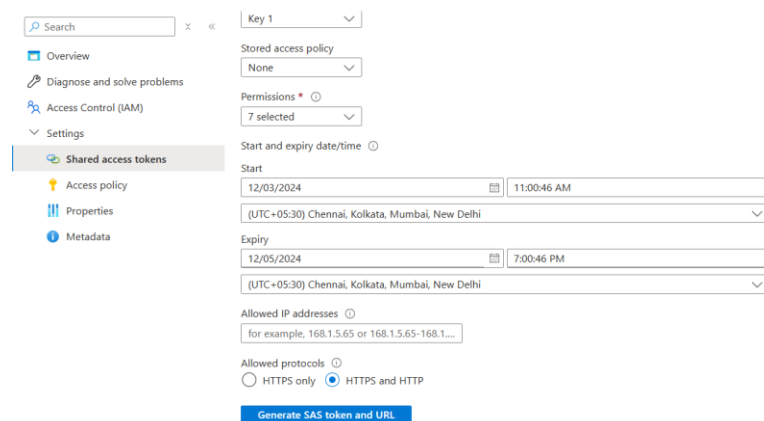 Search
Overview
Diagnose and solve problems
Access Control (IAM)
Settings
Shared access tokens
Access policy
Properties
Metadata
Key 1
Stored access policy
None
Permissions *
7 selected
Start and expiry date/time
Start
12/03/2024 11:00:46 AM
(UTC+05:30) Chennai, Kolkata, Mumbai, New Delhi
Expiry
12/05/2024 7:00:46 PM
(UTC+05:30) Chennai, Kolkata, Mumbai, New Delhi
Allowed IP addresses
for example, 168.1.5.65 or 168.1.5.65-168.1....
Allowed protocols
HTTPS only HTTPS and HTTP
Generate SAS token and URL